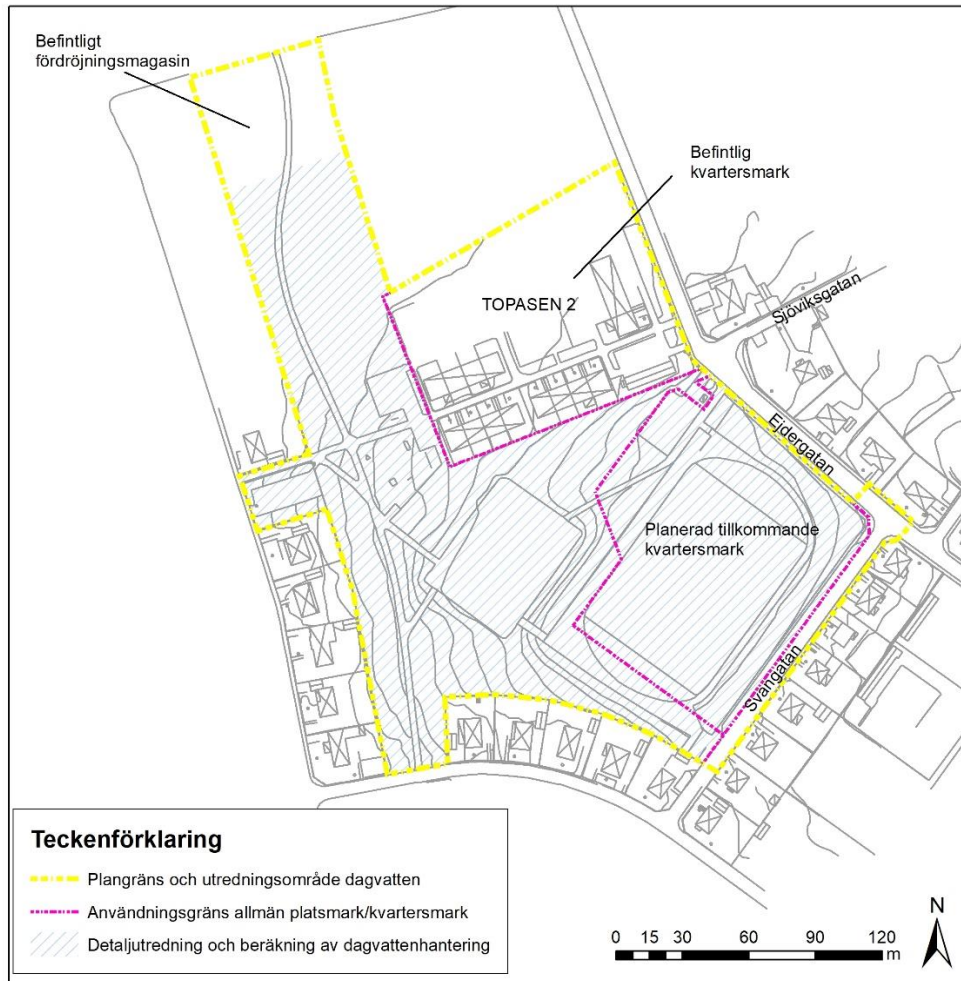 Befintligt
fördröjningsmagasin
Befintlig
kvartersmark
TOPASEN 2
Sjöviksgatan
Ejdergatan
Planerad tillkommande
kvartersmark
Svangatan
Teckenförklaring
Plangräns och utredningsområde dagvatten
Användningsgräns allmän platsmark/kvartersmark
Detaljutredning och beräkning av dagvattenhantering
N
0 15 30 60 90 120
m